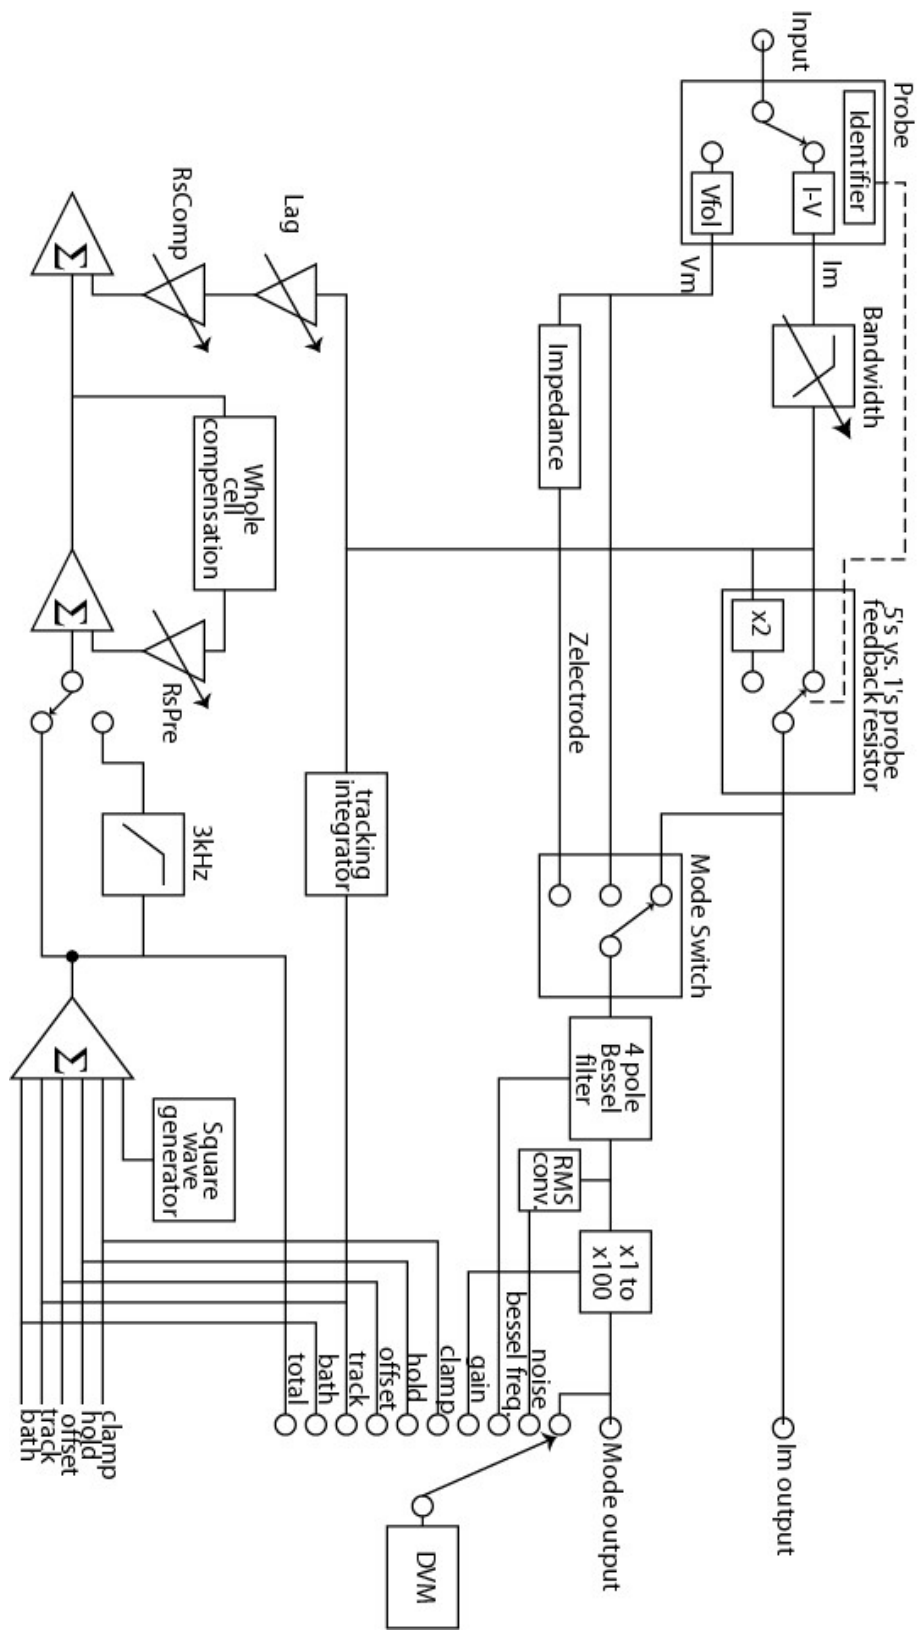 Input
Probe
Identifier
I-V
Vfol
Im
Vm
Bandwidth
Impedance
5's vs. 1's probe
feedback resistor
x2
Zelectrode
Mode Switch
4 pole
Bessel
filter
RMS
conv.
x1 to
x100
Im output
Mode output
noise
bessel freq.
gain
clamp
hold
offset
track
bath
total
DVM
Lag
RsComp
Σ
Whole
cell
compensation
RsPre
Σ
tracking
integrator
3kHz
Σ
Square
wave
generator
clamp
hold
offset
track
bath